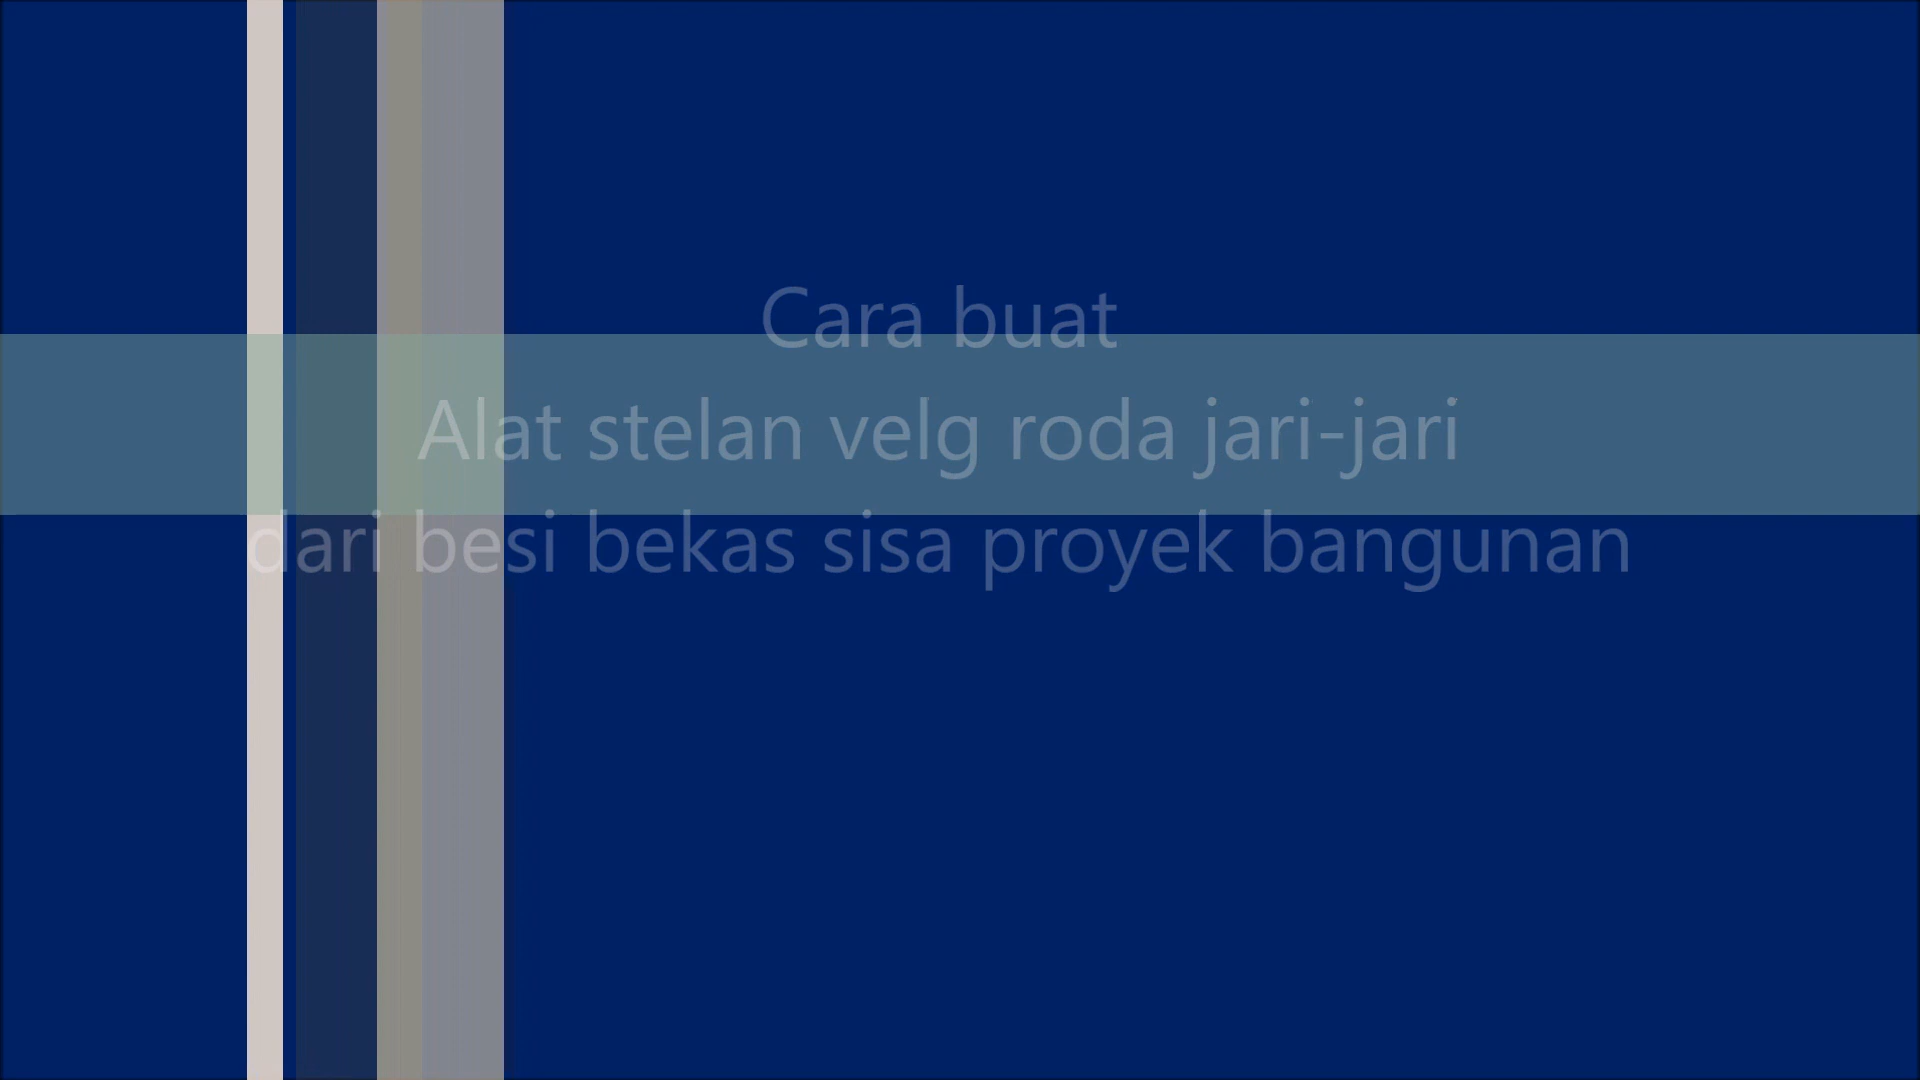 Cara buat
Alat stelan velg roda jari-jari
dari besi bekas sisa proyek bangunan